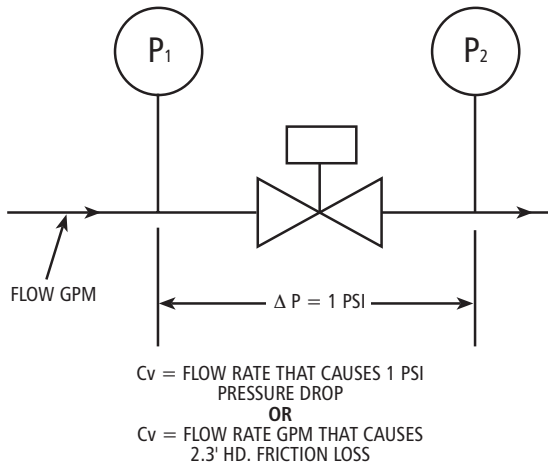 P1
P2
FLOW GPM
Δ P = 1 PSI
Cv = FLOW RATE THAT CAUSES 1 PSI
PRESSURE DROP
OR
Cv = FLOW RATE GPM THAT CAUSES
2.3' HD. FRICTION LOSS